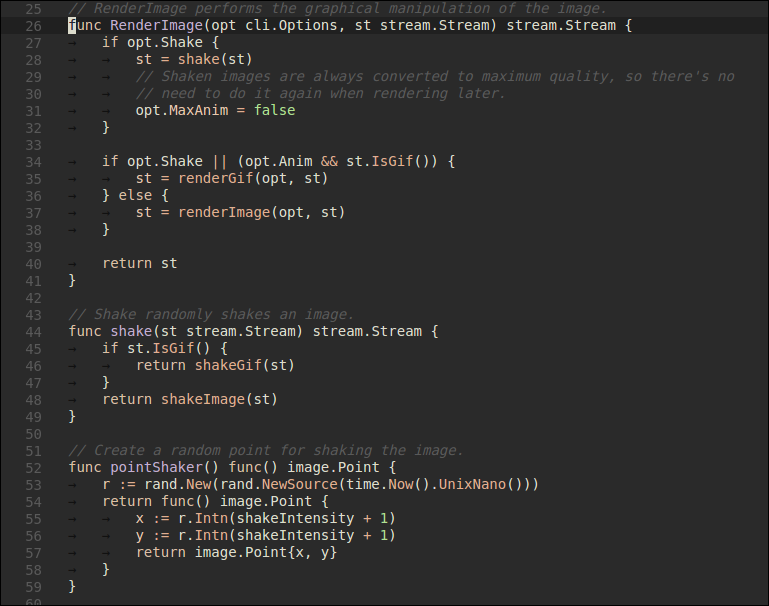 25 // RenderImage performs the graphical manipulation of the image.
26 func RenderImage(opt cli.Options, st stream.Stream) stream.Stream {
27 → if opt.Shake {
28 → → st = shake(st)
29 → → // Shaken images are always converted to maximum quality, so there's no
30 → → // need to do it again when rendering later.
31 → → opt.MaxAnim = false
32 → }
33
34 → if opt.Shake || (opt.Anim && st.IsGif()) {
35 → → st = renderGif(opt, st)
36 → } else {
37 → → st = renderImage(opt, st)
38 → }
39
40 → return st
41 }
42
43 // Shake randomly shakes an image.
44 func shake(st stream.Stream) stream.Stream {
45 → if st.IsGif() {
46 → → return shakeGif(st)
47 → }
48 → return shakeImage(st)
49 }
50
51 // Create a random point for shaking the image.
52 func pointShaker() func() image.Point {
53 → r := rand.New(rand.NewSource(time.Now().UnixNano()))
54 → return func() image.Point {
55 → → x := r.Intn(shakeIntensity + 1)
56 → → y := r.Intn(shakeIntensity + 1)
57 → → return image.Point{x, y}
58 → }
59 }
60